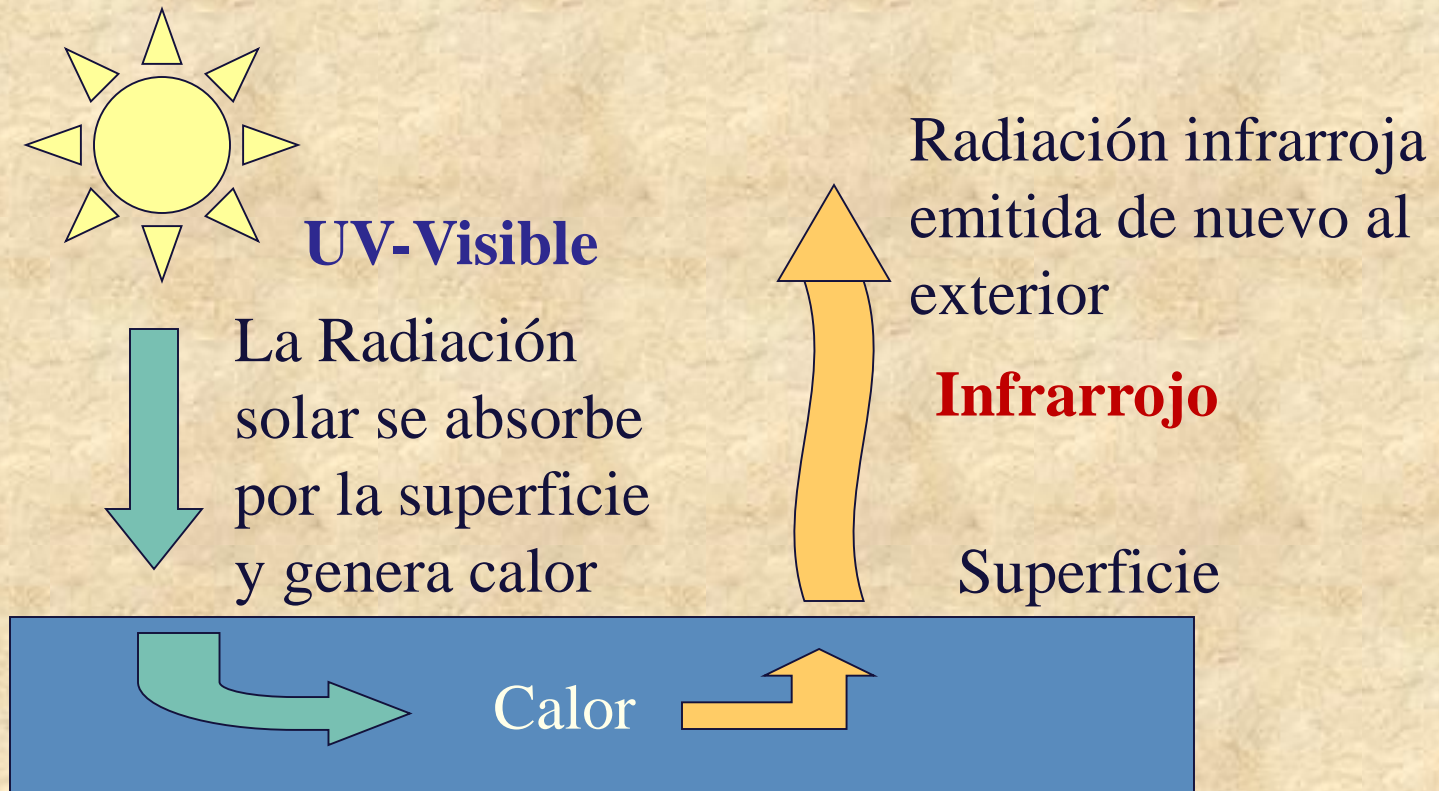 UV-Visible
La Radiación
solar se absorbe
por la superficie
y genera calor
Radiación infrarroja
emitida de nuevo al
exterior
Infrarrojo
Superficie
Calor